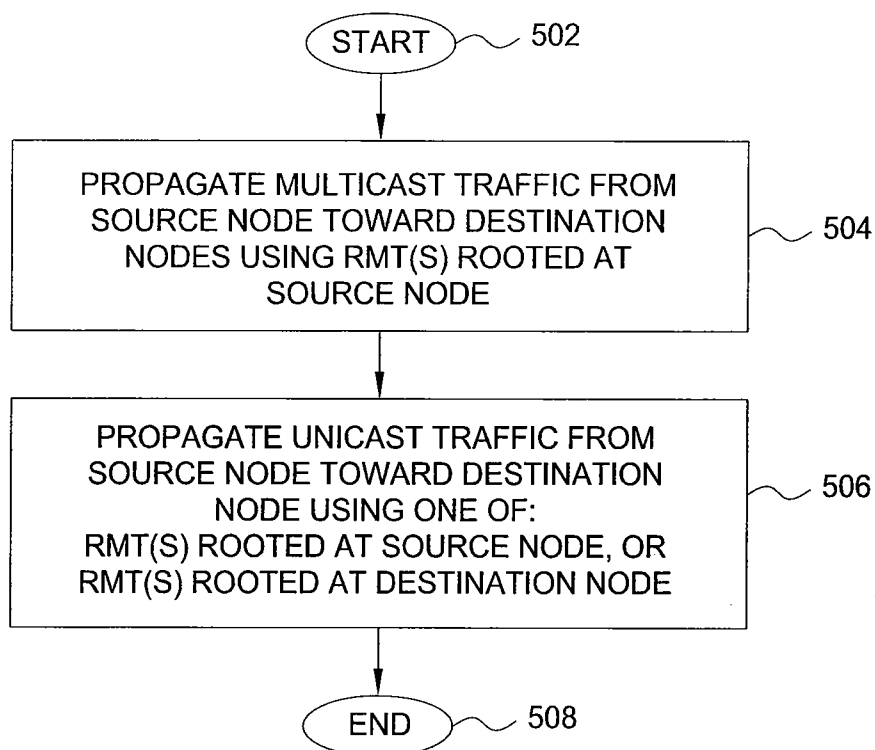 START
502
PROPAGATE MULTICAST TRAFFIC FROM
SOURCE NODE TOWARD DESTINATION
NODES USING RMT(S) ROOTED AT
SOURCE NODE
504
PROPAGATE UNICAST TRAFFIC FROM
SOURCE NODE TOWARD DESTINATION
NODE USING ONE OF:
RMT(S) ROOTED AT SOURCE NODE, OR
RMT(S) ROOTED AT DESTINATION NODE
506
END
508